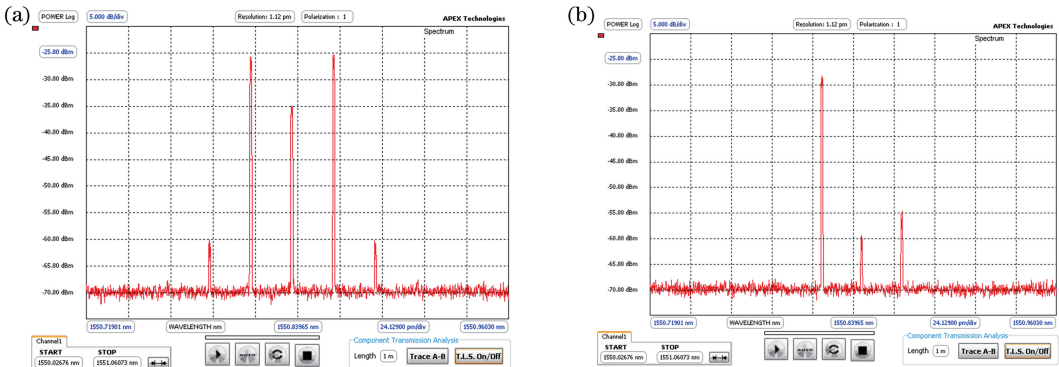 (a)
POWER Log 5.000 dB/div Resolution: 1.12 pm Polarization : 1 APEX Technologies
Spectrum
-25.80 dBm
-30.80 dBm
-35.80 dBm
-40.80 dBm
-45.80 dBm
-50.80 dBm
-55.80 dBm
-60.80 dBm
-65.80 dBm
-70.80 dBm
1550.71901 nm WAVELENGTH nm 1550.83965 nm 24.12900 pm/div 1550.96030 nm
Channel1
START STOP
1550.02676 nm 1551.06073 nm
AUTO
Component Transmission Analysis
Length 1 m Trace A-B T.L.S. On/Off
(b)
POWER Log 5.000 dB/div Resolution: 1.12 pm Polarization : 1 APEX Technologies
Spectrum
-25.80 dBm
-30.80 dBm
-35.80 dBm
-40.80 dBm
-45.80 dBm
-50.80 dBm
-55.80 dBm
-60.80 dBm
-65.80 dBm
-70.80 dBm
1550.71901 nm WAVELENGTH nm 1550.83965 nm 24.12900 pm/div 1550.96030 nm
Channel1
START STOP
1550.02676 nm 1551.06073 nm
AUTO
Component Transmission Analysis
Length 1 m Trace A-B T.L.S. On/Off